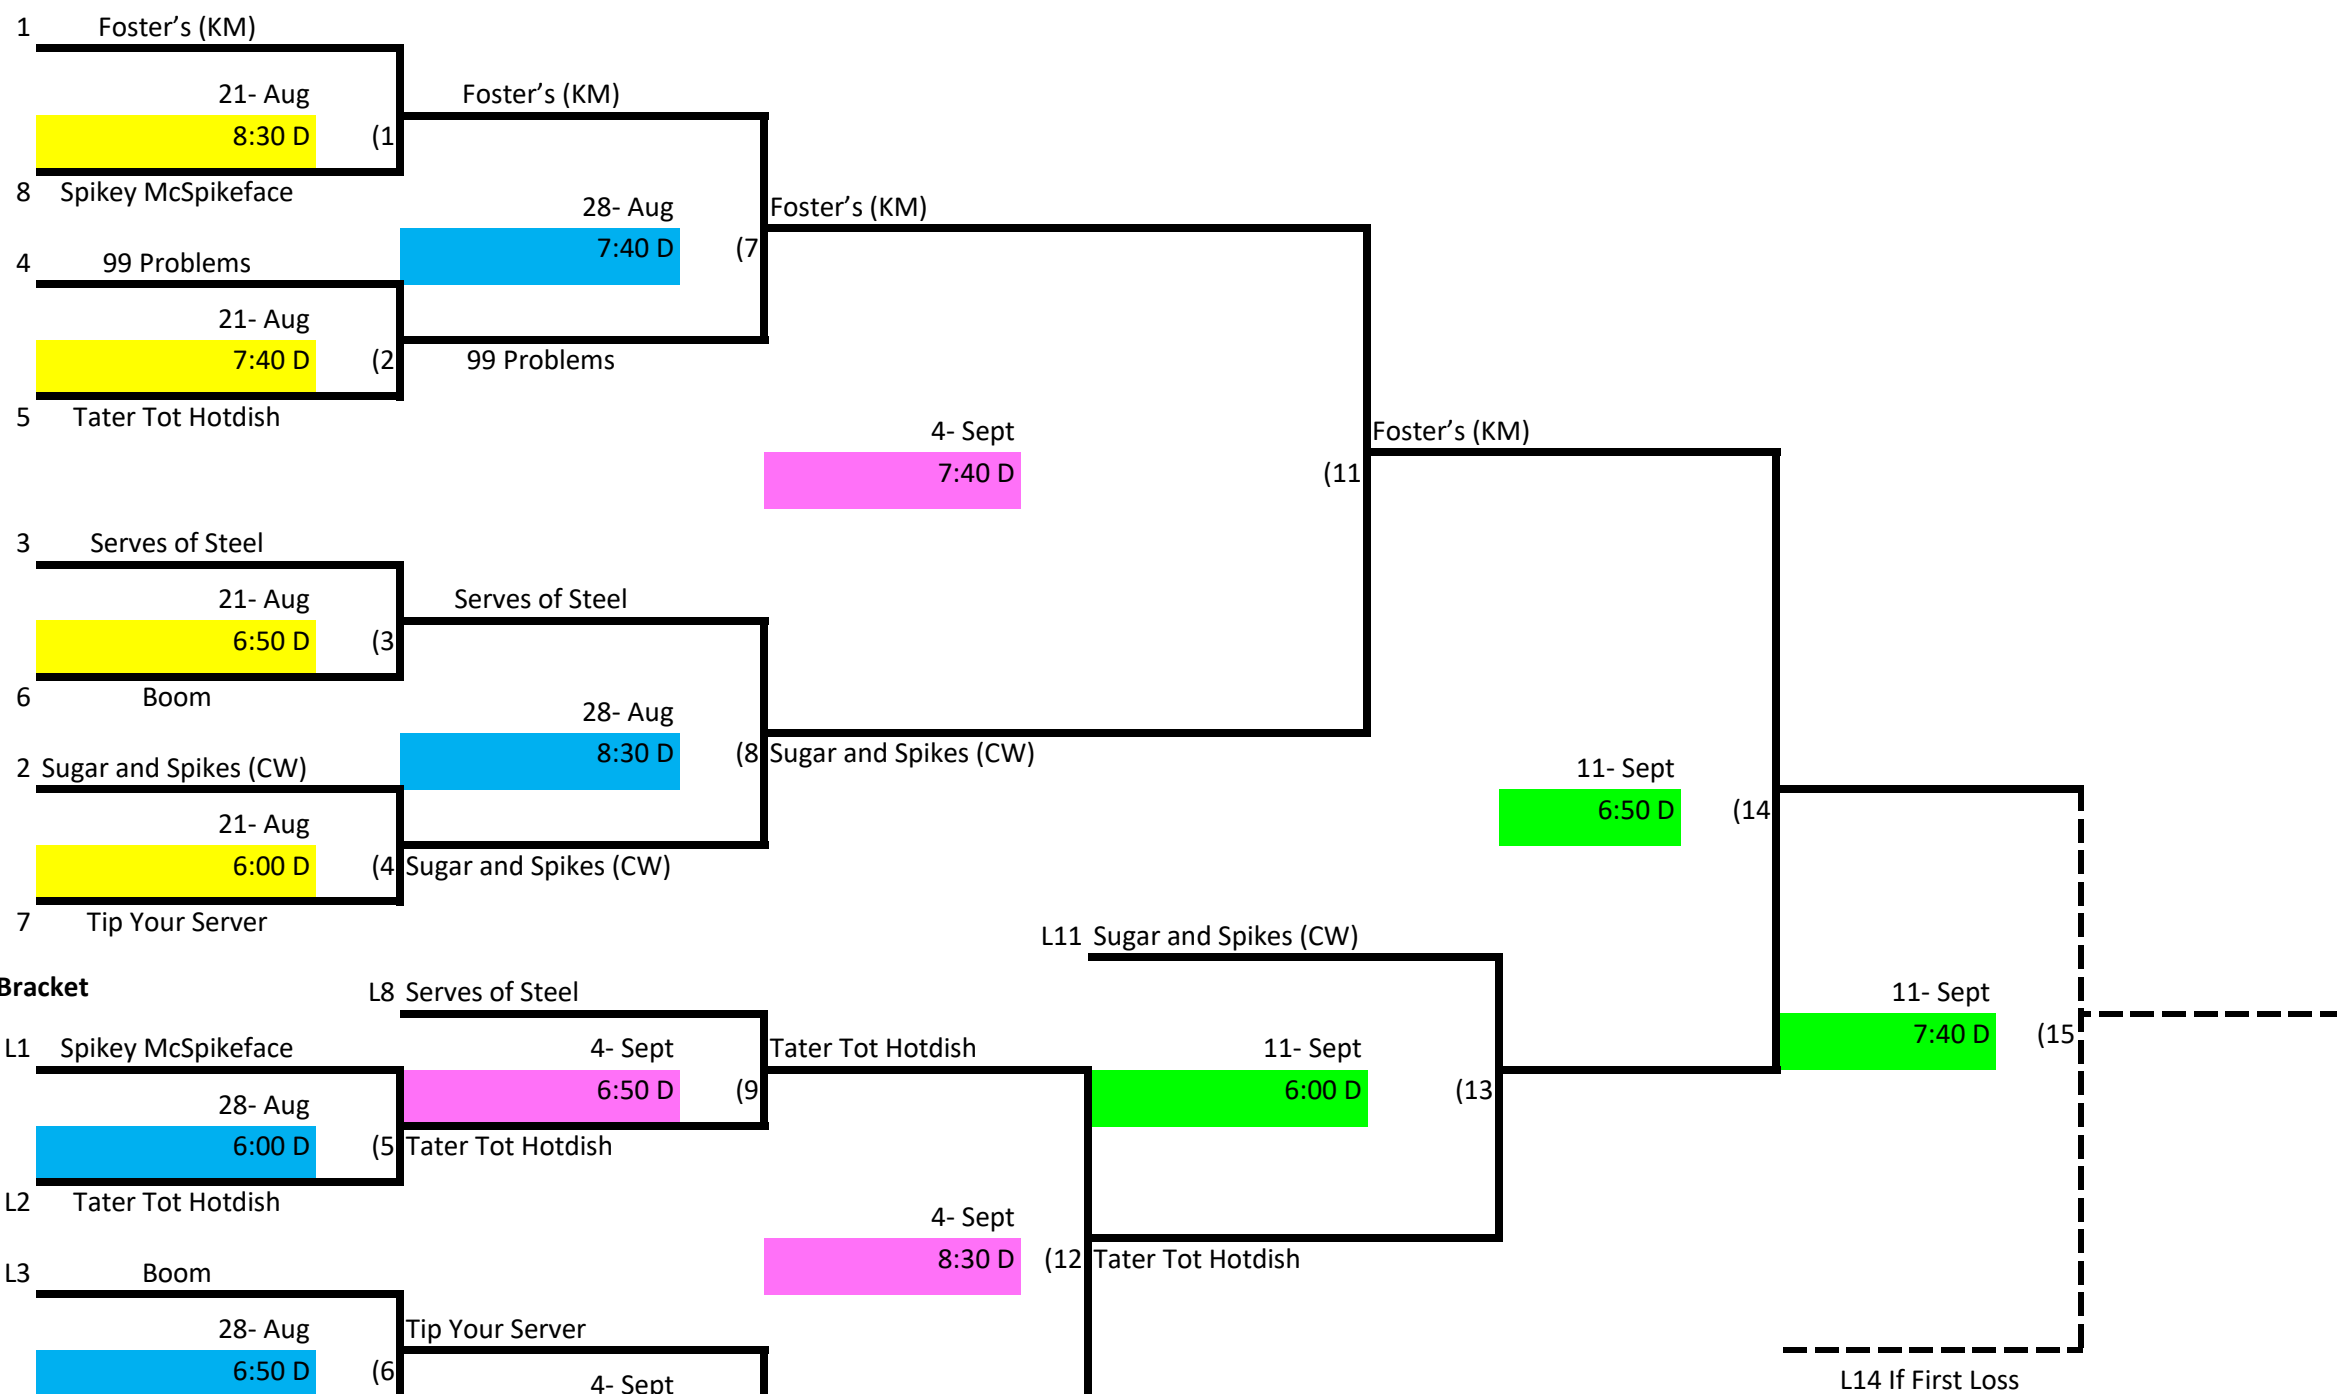 1 Foster’s (KM)
21- Aug Foster’s (KM)
8:30 D (1
8 Spikey McSpikeface
28- Aug Foster’s (KM)
7:40 D (7
4 99 Problems
21- Aug
7:40 D (2 99 Problems
5 Tater Tot Hotdish
4- Sept Foster’s (KM)
7:40 D (11
3 Serves of Steel
21- Aug Serves of Steel
6:50 D (3
6 Boom
28- Aug
8:30 D (8 Sugar and Spikes (CW)
2 Sugar and Spikes (CW)
11- Sept
6:50 D (14
21- Aug
6:00 D (4 Sugar and Spikes (CW)
7 Tip Your Server
L11 Sugar and Spikes (CW)
Bracket
L8 Serves of Steel
11- Sept
7:40 D (15
L1 Spikey McSpikeface
4- Sept Tater Tot Hotdish
11- Sept
6:50 D (9
6:00 D (13
28- Aug
6:00 D (5 Tater Tot Hotdish
L2 Tater Tot Hotdish
4- Sept
8:30 D (12 Tater Tot Hotdish
L3 Boom
28- Aug Tip Your Server
6:50 D (6
4- Sept
L14 If First Loss